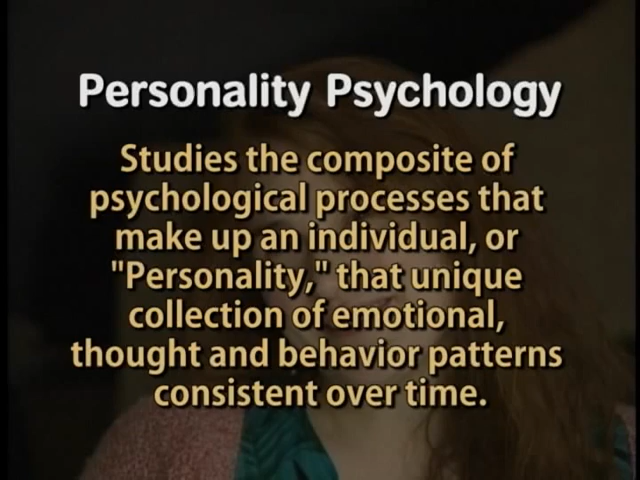 Personality Psychology
Studies the composite of
psychological processes that
make up an individual, or
"Personality," that unique
collection of emotional,
thought and behavior patterns
consistent over time.